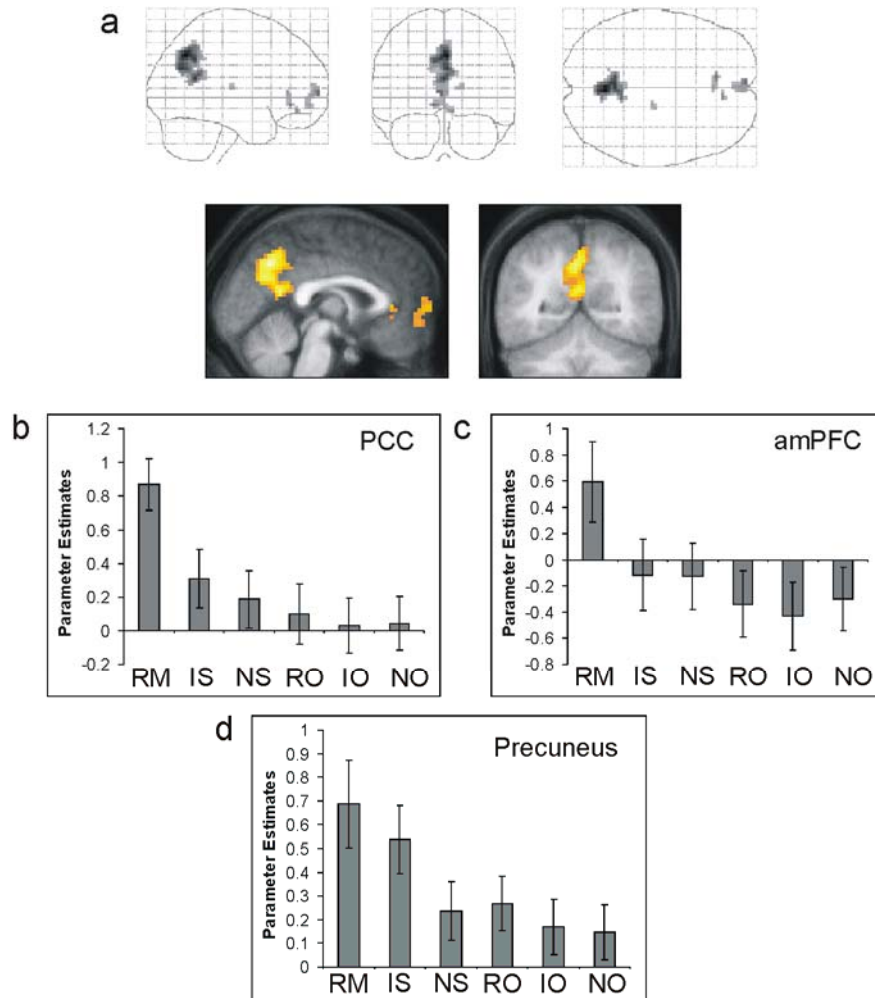 a
b
PCC
Parameter Estimates
1.2
1
0.8
0.6
0.4
0.2
0
-0.2
RM IS NS RO IO NO
c
amPFC
Parameter Estimates
1
0.8
0.6
0.4
0.2
0
-0.2
-0.4
-0.6
-0.8
RM IS NS RO IO NO
d
Precuneus
Parameter Estimates
1
0.9
0.8
0.7
0.6
0.5
0.4
0.3
0.2
0.1
0
RM IS NS RO IO NO